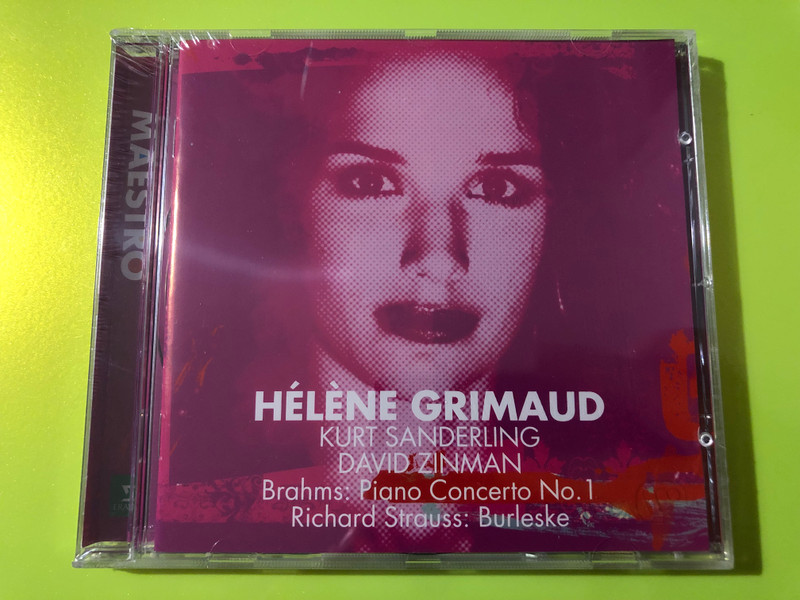 MAESTRO
HÉLÈNE GRIMAUD
KURT SANDERLING
DAVID ZINMAN
Brahms: Piano Concerto No.1
Richard Strauss: Burleske